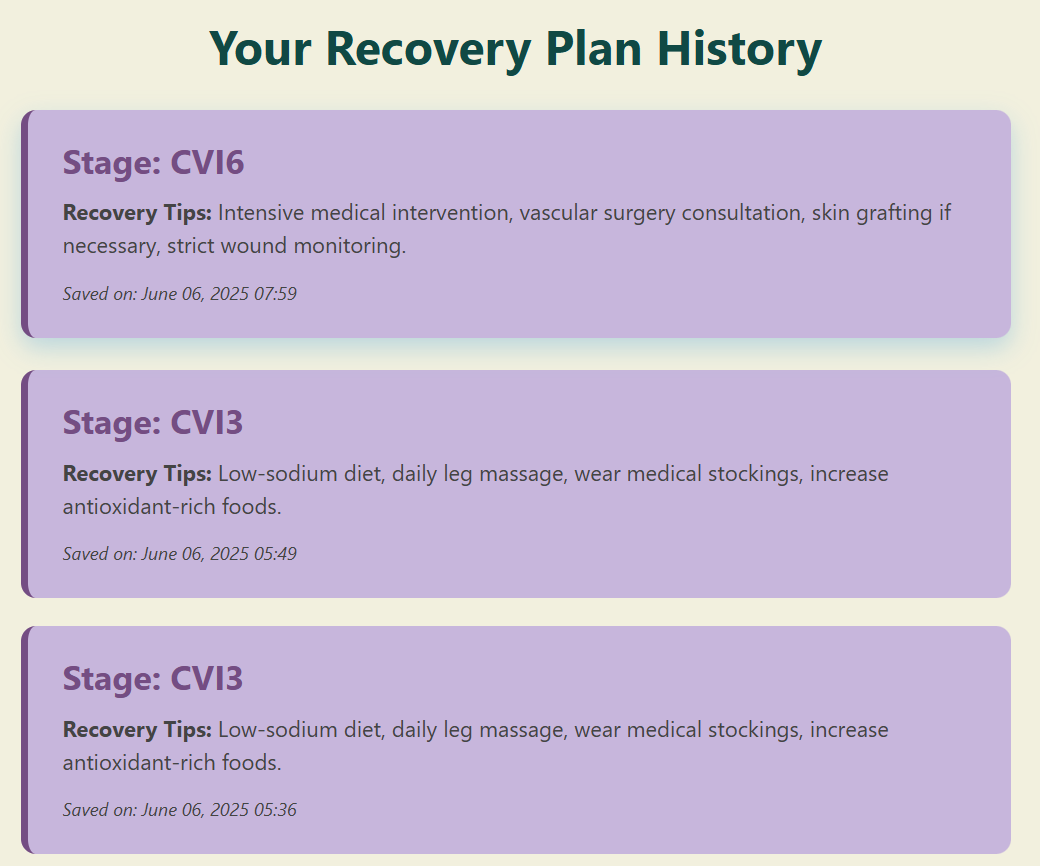 Your Recovery Plan History
Stage: CVI6
Recovery Tips: Intensive medical intervention, vascular surgery consultation, skin grafting if
necessary, strict wound monitoring.
Saved on: June 06, 2025 07:59
Stage: CVI3
Recovery Tips: Low-sodium diet, daily leg massage, wear medical stockings, increase
antioxidant-rich foods.
Saved on: June 06, 2025 05:49
Stage: CVI3
Recovery Tips: Low-sodium diet, daily leg massage, wear medical stockings, increase
antioxidant-rich foods.
Saved on: June 06, 2025 05:36